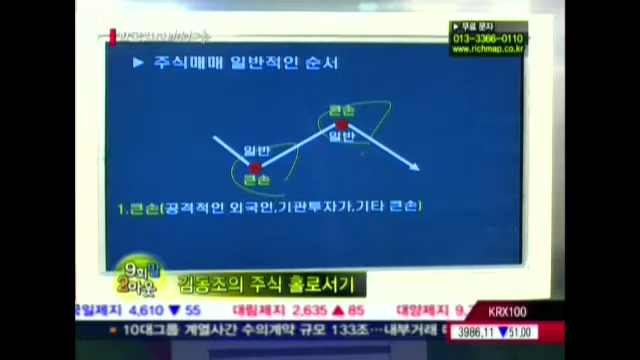 ▶ 무료 문자
013-3366-0110
www.richmap.co.kr
▶ 주식매매 일반적인 순서
큰손
일반
일반
큰손
1.큰손(공격적인 외국인,기관투자가,기타 큰손)
9회말
2아웃
김동조의 주식 홀로서기
국일제지 4,610 ▼ 55 대림제지 2,635 ▲ 85 대양제지
KRX100
3986,11 ▼51,00
• 10대그룹 계열사간 수의계약 규모 133조…내부거래